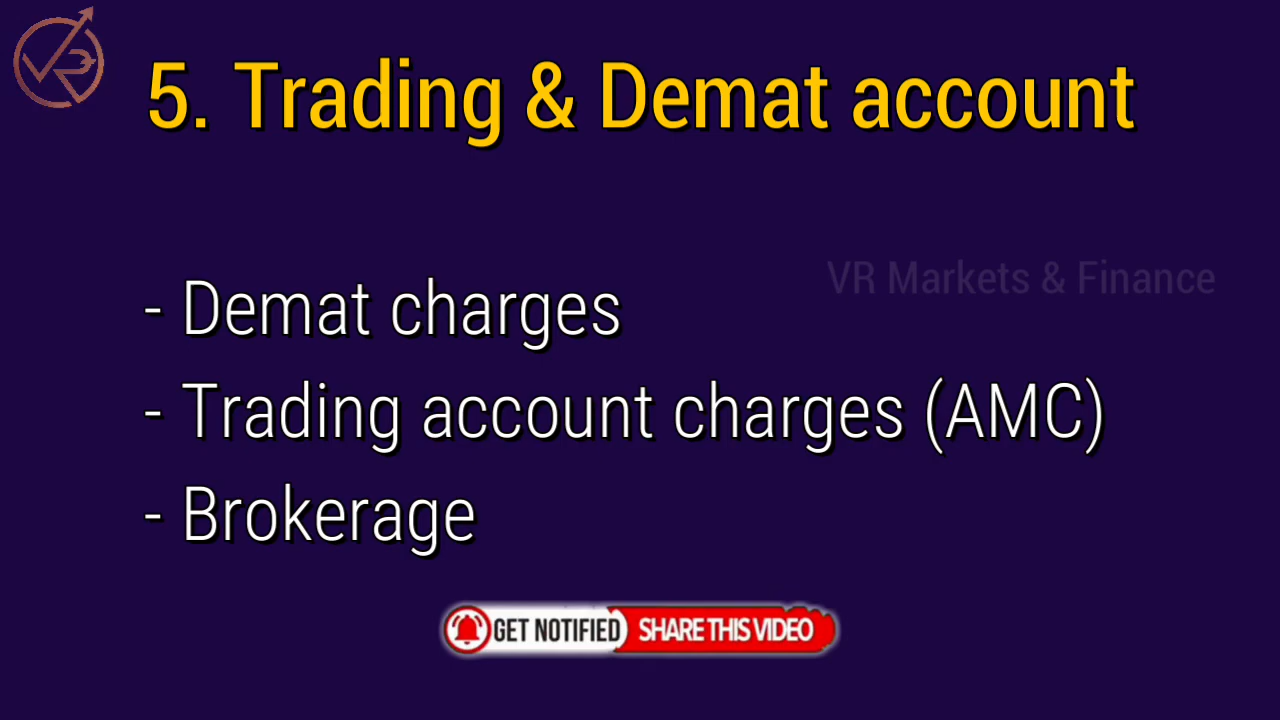 5. Trading & Demat account
VR Markets & Finance
- Demat charges
- Trading account charges (AMC)
- Brokerage
GET NOTIFIED SHARE THIS VIDEO